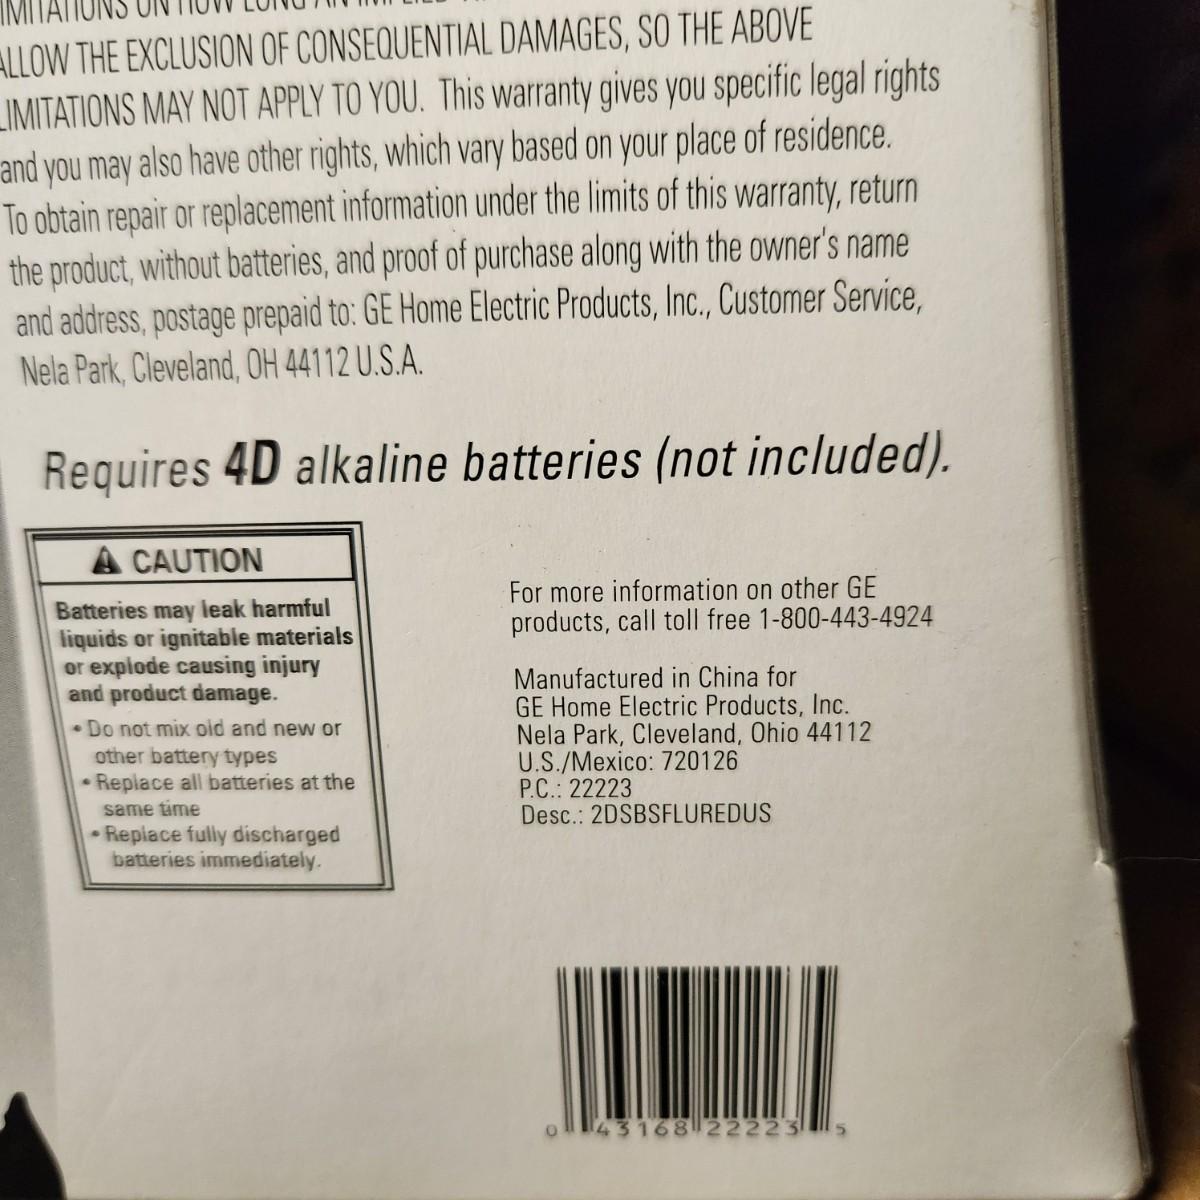 LIMITATIONS ON HOW LONG AN IMPLIED
ALLOW THE EXCLUSION OF CONSEQUENTIAL DAMAGES, SO THE ABOVE
LIMITATIONS MAY NOT APPLY TO YOU. This warranty gives you specific legal rights
and you may also have other rights, which vary based on your place of residence.
To obtain repair or replacement information under the limits of this warranty, return
the product, without batteries, and proof of purchase along with the owner's name
and address, postage prepaid to: GE Home Electric Products, Inc., Customer Service,
Nela Park, Cleveland, OH 44112 U.S.A.
Requires 4D alkaline batteries (not included).
CAUTION
Batteries may leak harmful
liquids or ignitable materials
or explode causing injury
and product damage.
• Do not mix old and new or
other battery types
• Replace all batteries at the
same time
• Replace fully discharged
batteries immediately.
For more information on other GE
products, call toll free 1-800-443-4924
Manufactured in China for
GE Home Electric Products, Inc.
Nela Park, Cleveland, Ohio 44112
U.S./Mexico: 720126
P.C.: 22223
Desc.: 2DSBSFLUREDUS
0 43168 22223 5